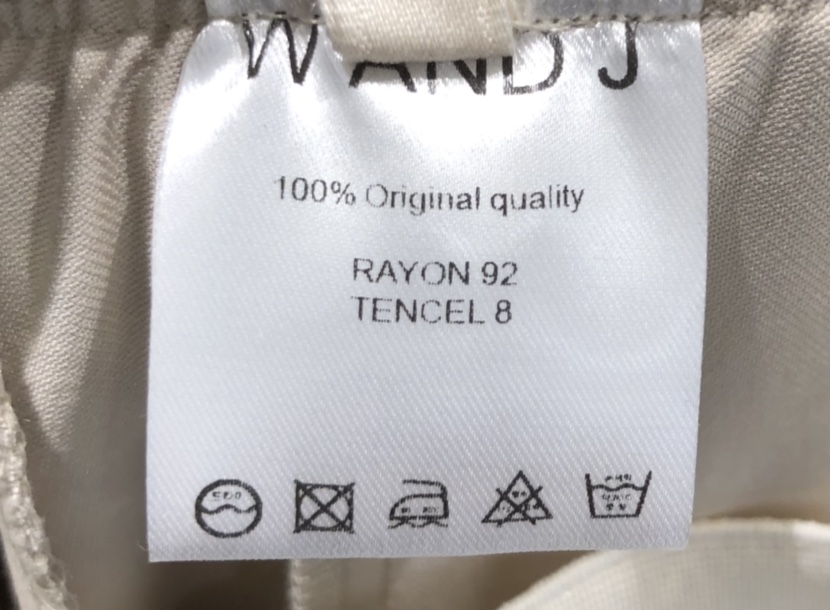 W AND J
100% Original quality
RAYON 92
TENCEL 8